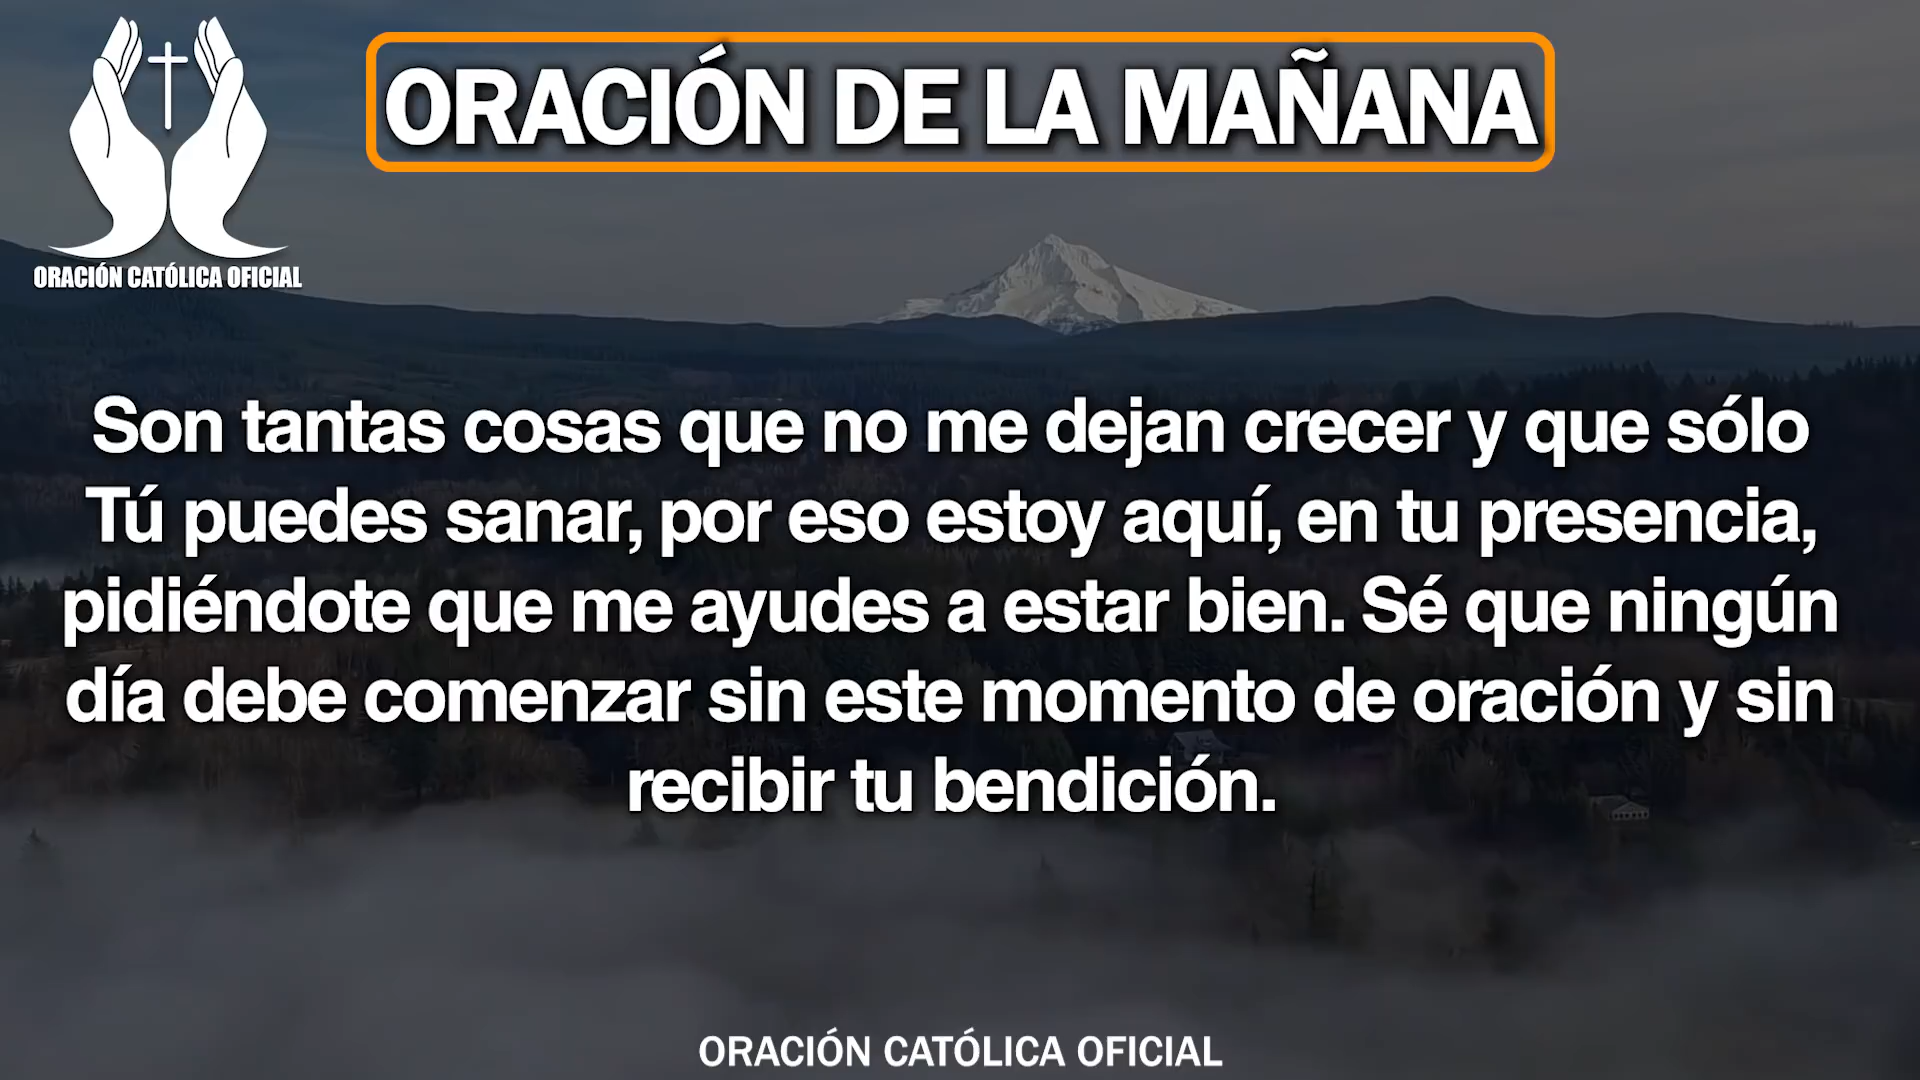 ORACIÓN DE LA MAÑANA
ORACIÓN CATÓLICA OFICIAL
Son tantas cosas que no me dejan crecer y que sólo
Tú puedes sanar, por eso estoy aquí, en tu presencia,
pidiéndote que me ayudes a estar bien. Sé que ningún
día debe comenzar sin este momento de oración y sin
recibir tu bendición.
ORACIÓN CATÓLICA OFICIAL